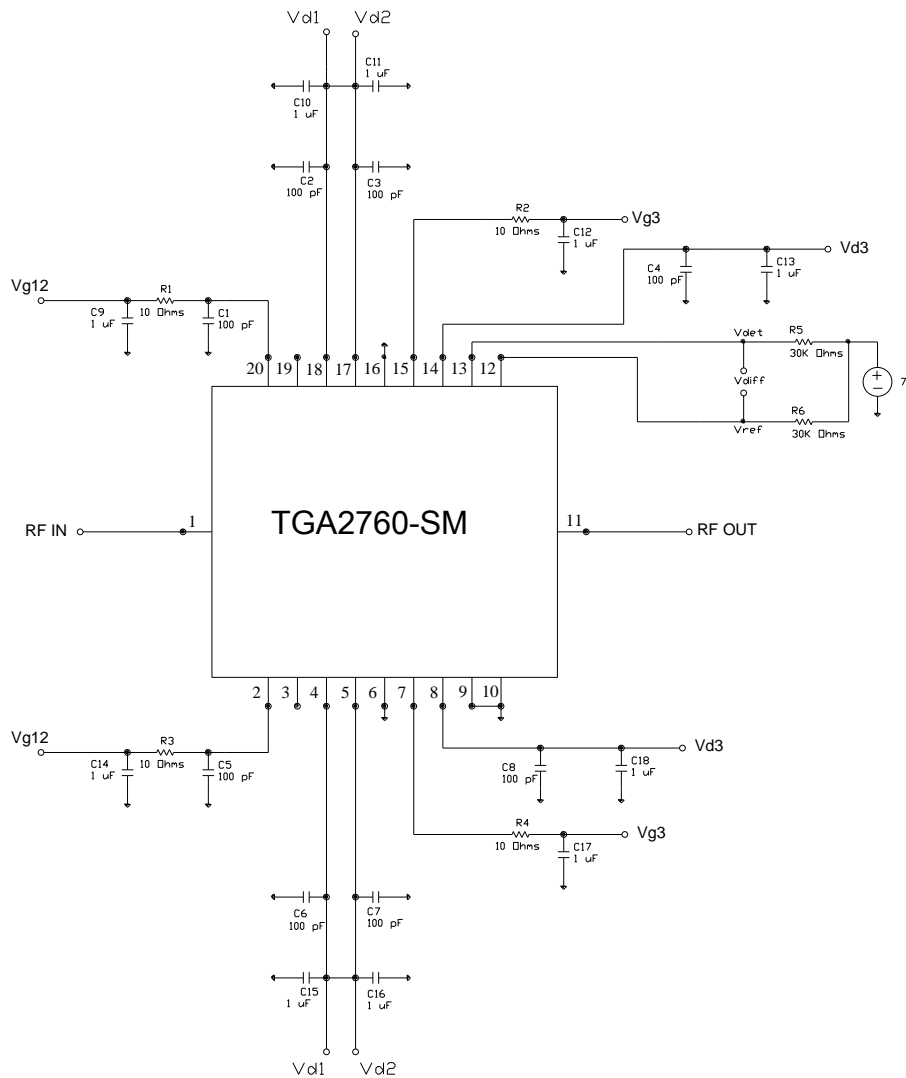 Vd1 Vd2
C11
1 uF
C10
1 uF
C2
100 pF
C3
100 pF
R2
10 Ohms
Vg3
C12
1 uF
Vd3
C4
100 pF
C13
1 uF
Vg12
R1
10 Ohms
C9
1 uF
C1
100 pF
Vdet
R5
30K Ohms
Vdiff
+
−
7
R6
30K Ohms
Vref
20 19 18 17 16 15 14 13 12
RF IN
1
TGA2760-SM
11
RF OUT
2 3 4 5 6 7 8 9 10
Vg12
R3
10 Ohms
C14
1 uF
C5
100 pF
Vd3
C8
100 pF
C18
1 uF
R4
10 Ohms
Vg3
C17
1 uF
C6
100 pF
C7
100 pF
C15
1 uF
C16
1 uF
Vd1 Vd2